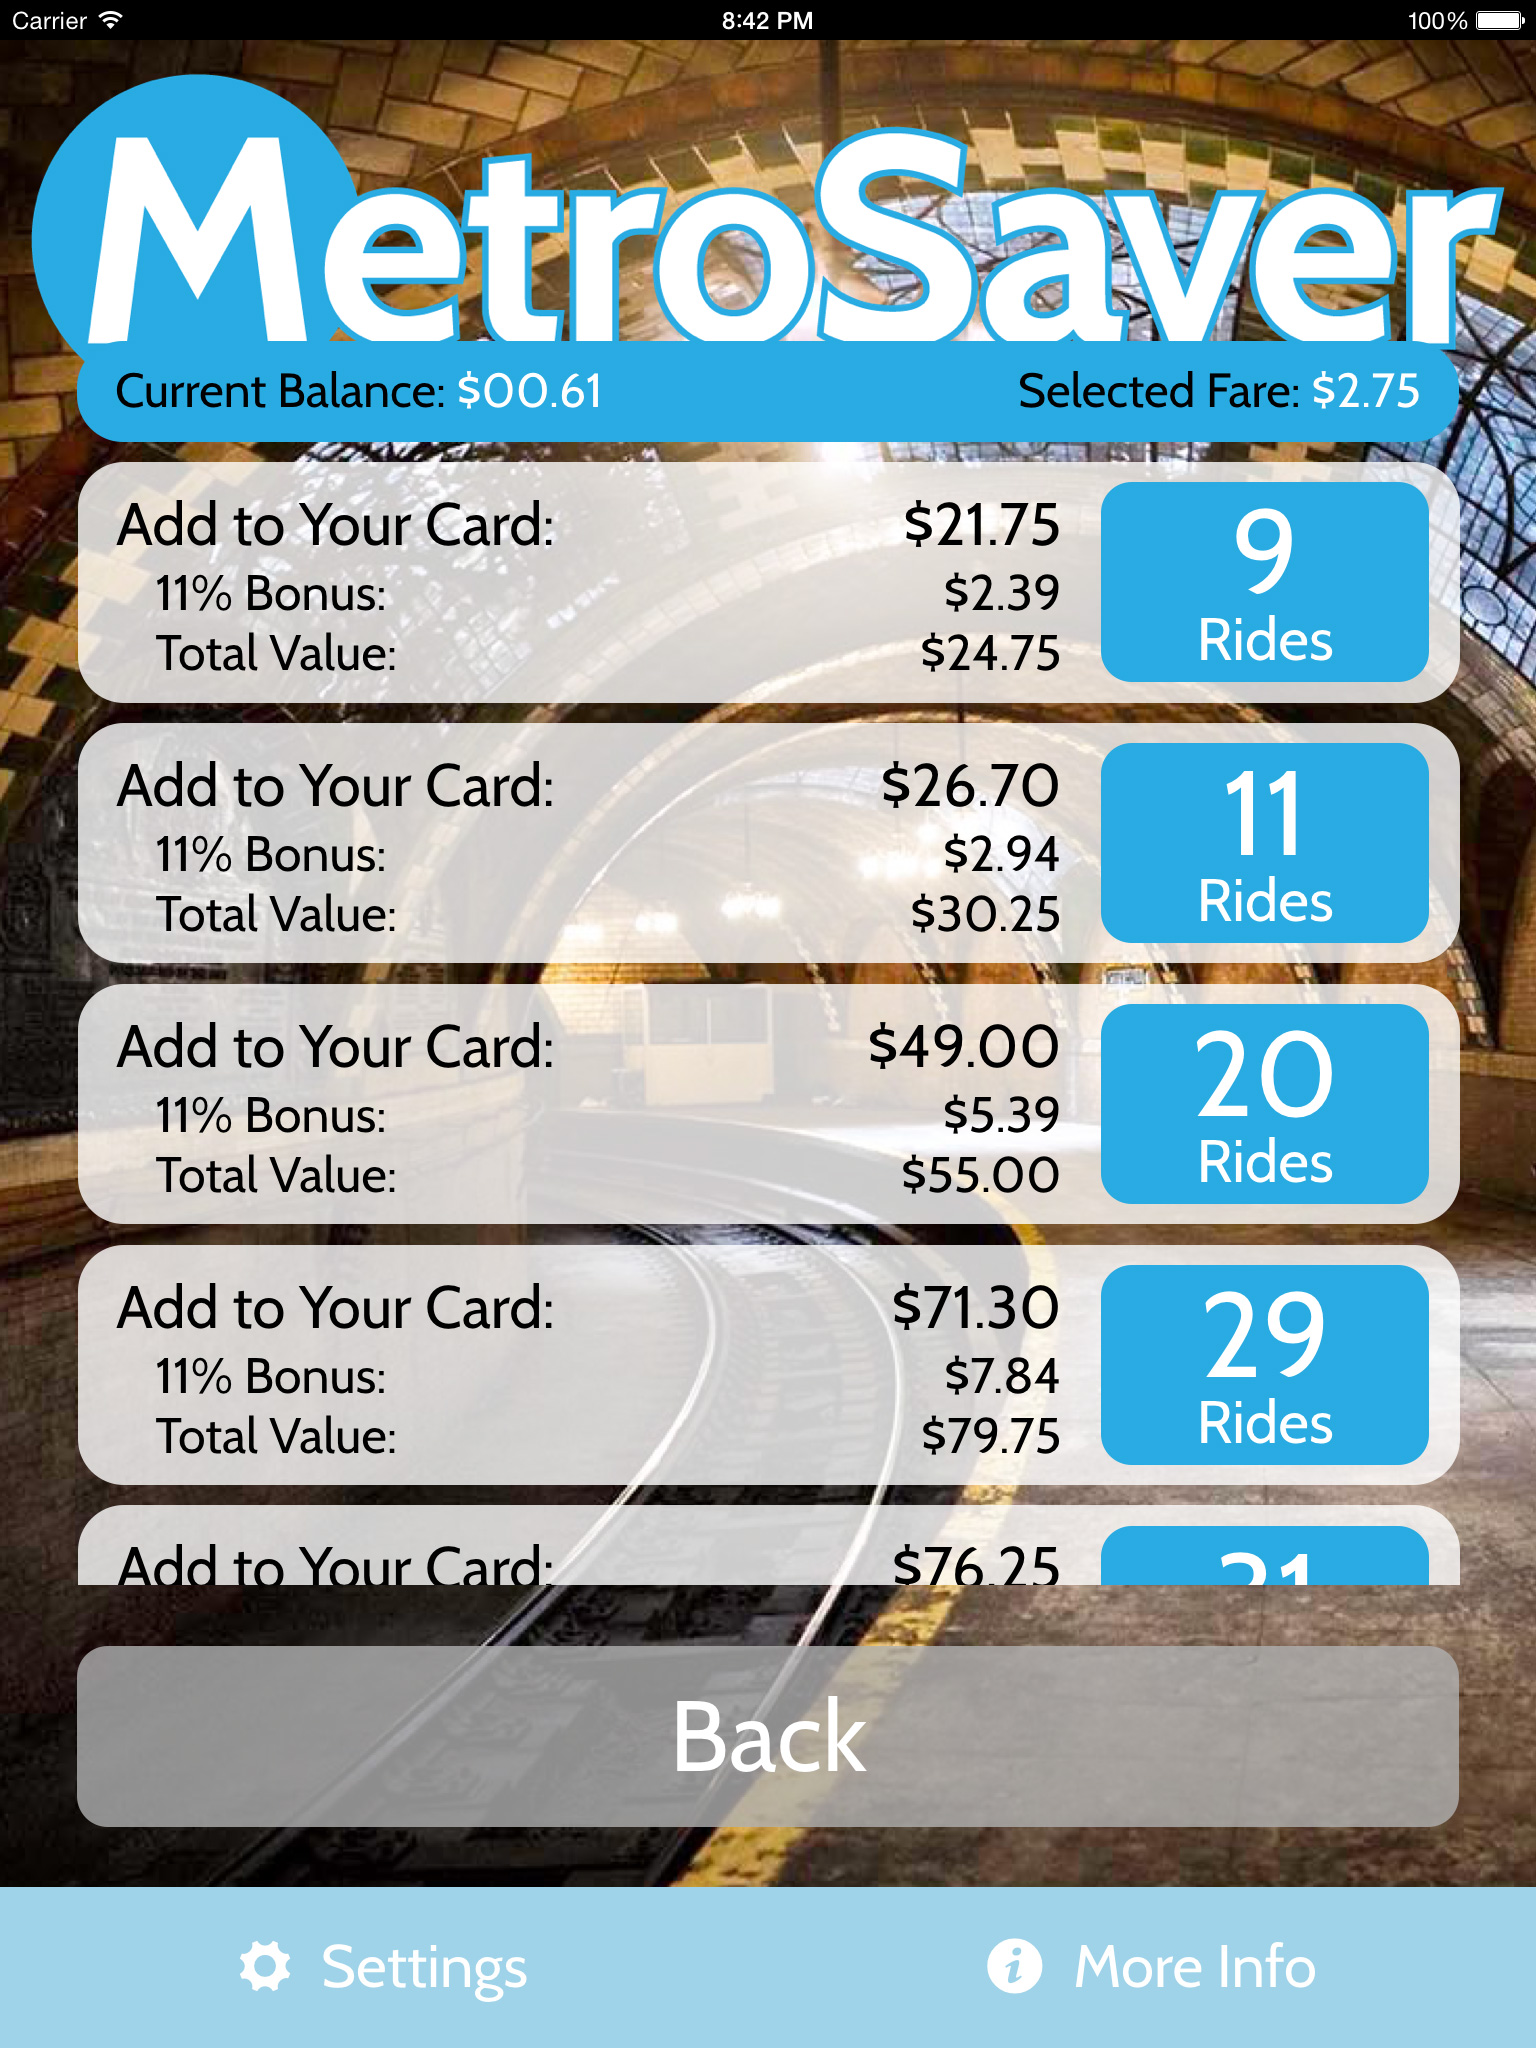 Carrier 8:42 PM 100%
MetroSaver
Current Balance: $00.61 Selected Fare: $2.75
Add to Your Card: $21.75
11% Bonus: $2.39
Total Value: $24.75
9
Rides
Add to Your Card: $26.70
11% Bonus: $2.94
Total Value: $30.25
11
Rides
Add to Your Card: $49.00
11% Bonus: $5.39
Total Value: $55.00
20
Rides
Add to Your Card: $71.30
11% Bonus: $7.84
Total Value: $79.75
29
Rides
Add to Your Card: $76.25
31
Back
Settings More Info